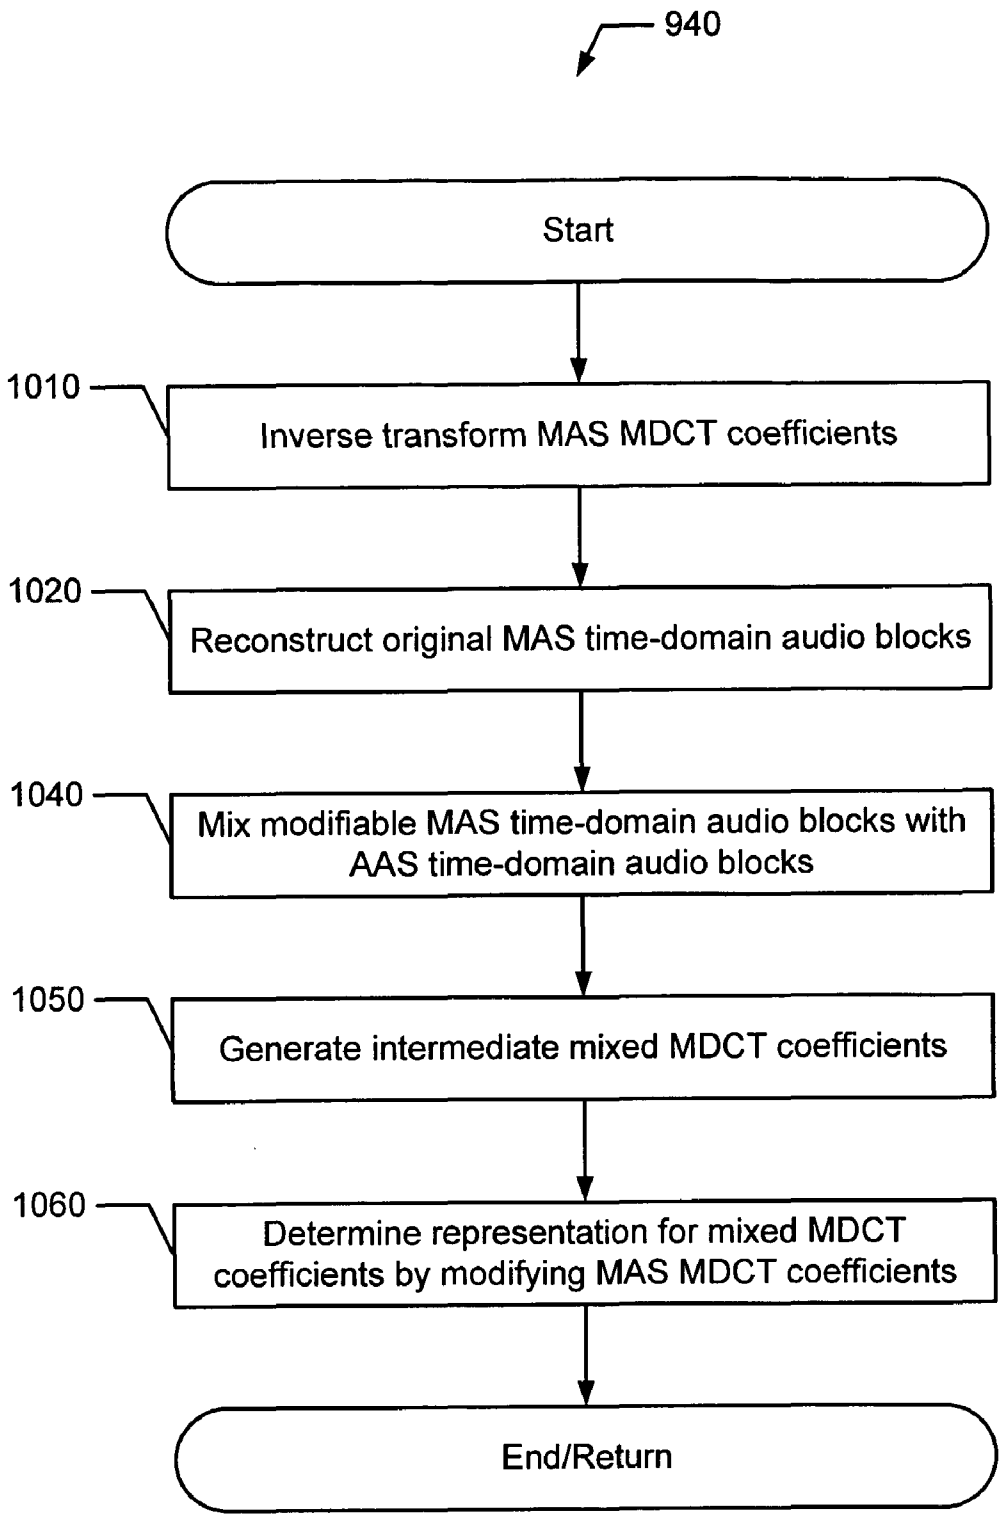 940
Start
1010
Inverse transform MAS MDCT coefficients
1020
Reconstruct original MAS time-domain audio blocks
1040
Mix modifiable MAS time-domain audio blocks with
AAS time-domain audio blocks
1050
Generate intermediate mixed MDCT coefficients
1060
Determine representation for mixed MDCT
coefficients by modifying MAS MDCT coefficients
End/Return